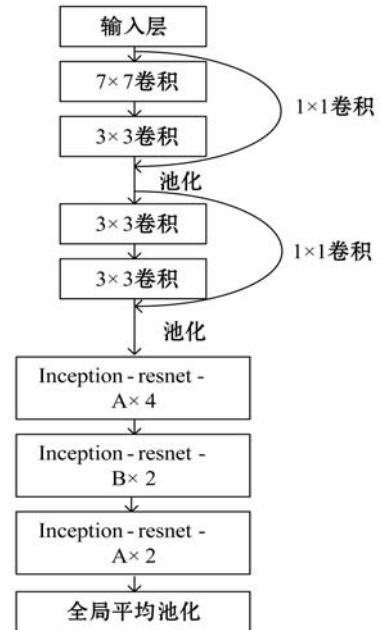 输入层
7×7卷积
1×1卷积
3×3卷积
池化
3×3卷积
1×1卷积
3×3卷积
池化
Inception-resnet-
A×4
Inception-resnet-
B×2
Inception-resnet-
A×2
全局平均池化